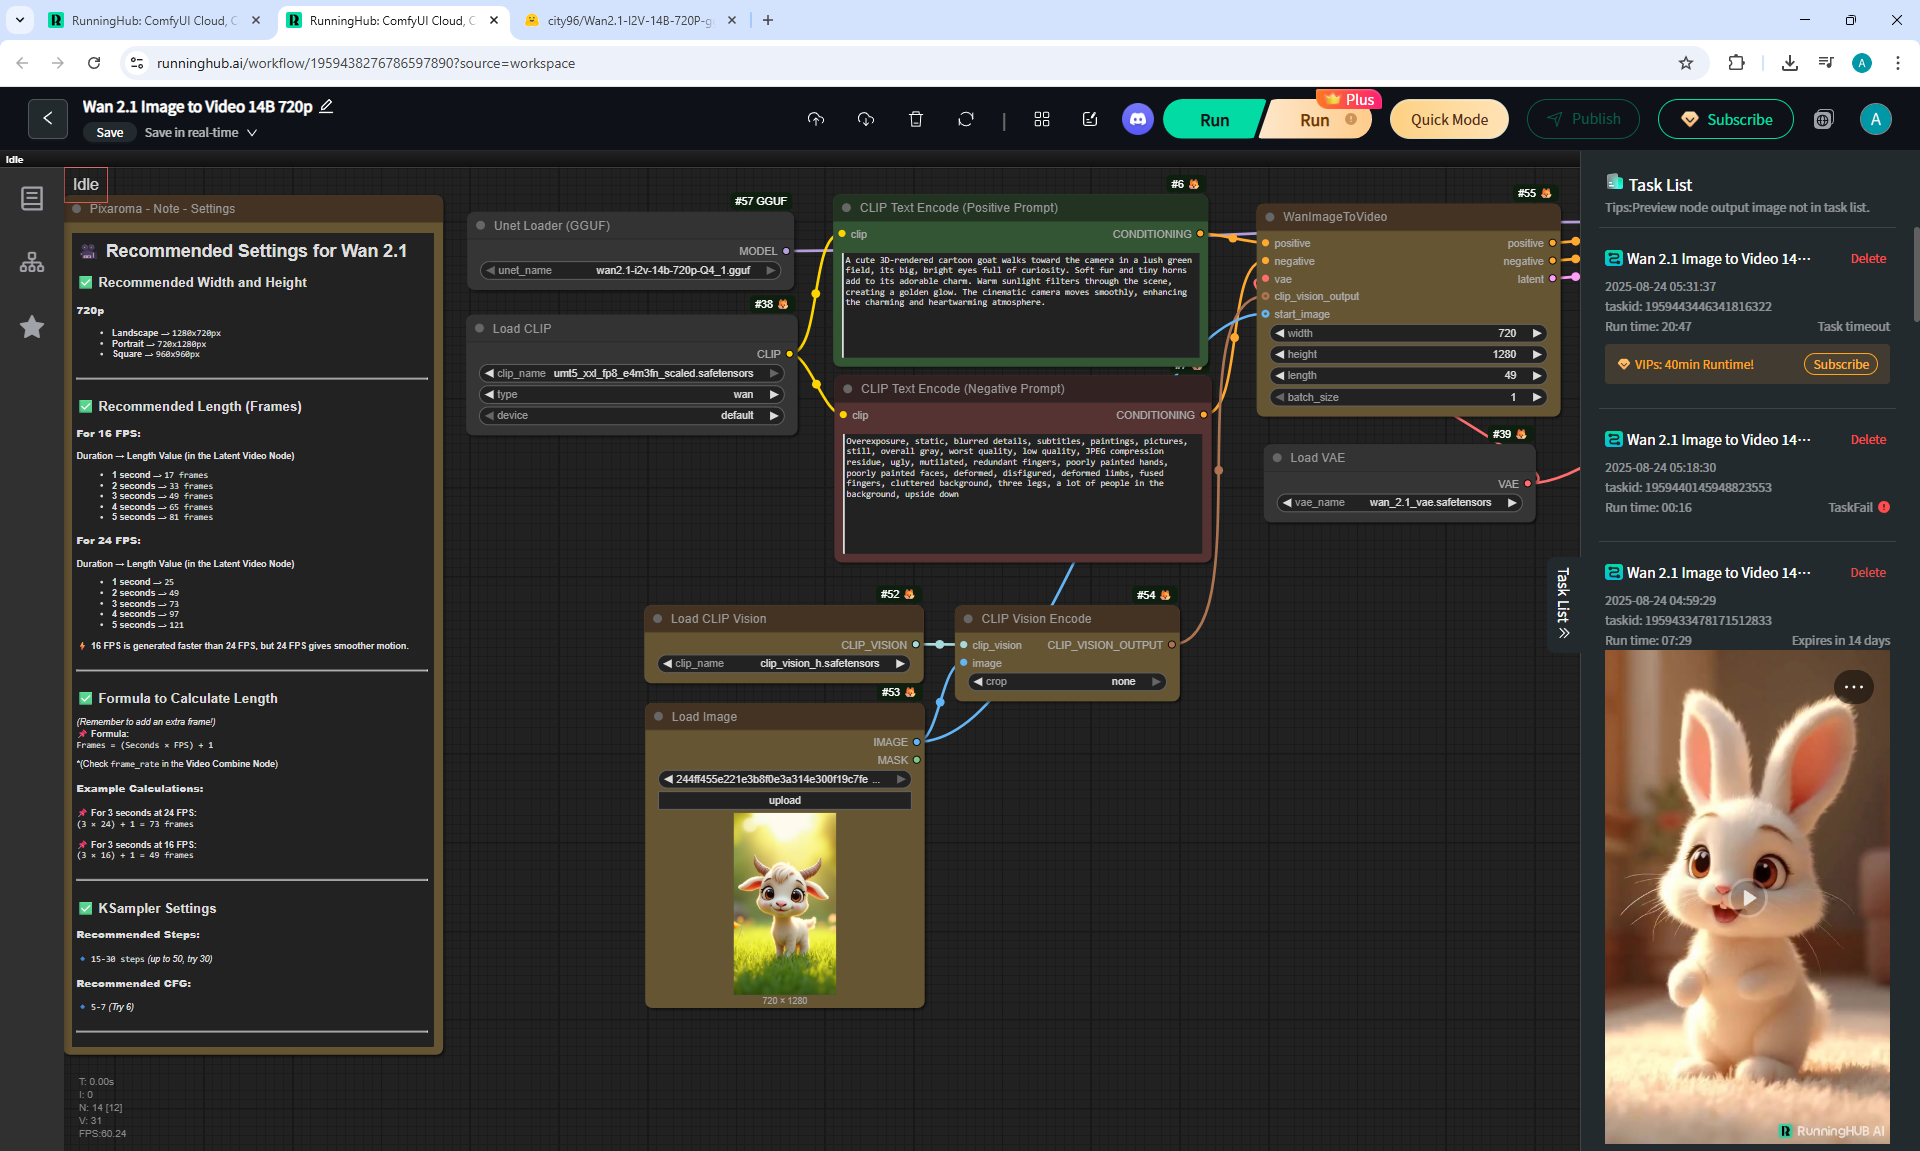 RunningHub: ComfyUI Cloud, C
RunningHub: ComfyUI Cloud, C
city96/Wan2.1-I2V-14B-720P-g
runninghub.ai/workflow/1959438276786597890?source=workspace
A
Wan 2.1 Image to Video 14B 720p
Save
Save in real-time
Run
Run
Plus
Quick Mode
Publish
Subscribe
A
Idle
Idle
Pixaroma - Note - Settings
Recommended Settings for Wan 2.1
✅ Recommended Width and Height
720p
• Landscape → 1280x720px
• Portrait → 720x1280px
• Square → 960x960px
✅ Recommended Length (Frames)
For 16 FPS:
Duration → Length Value (in the Latent Video Node)
• 1 second → 17 frames
• 2 seconds → 33 frames
• 3 seconds → 49 frames
• 4 seconds → 65 frames
• 5 seconds → 81 frames
For 24 FPS:
Duration → Length Value (in the Latent Video Node)
• 1 second → 25
• 2 seconds → 49
• 3 seconds → 73
• 4 seconds → 97
• 5 seconds → 121
16 FPS is generated faster than 24 FPS, but 24 FPS gives smoother motion.
✅ Formula to Calculate Length
(Remember to add an extra frame!)
📌 Formula:
Frames = (Seconds × FPS) + 1
*(Check frame_rate in the Video Combine Node)
Example Calculations:
📌 For 3 seconds at 24 FPS:
(3 × 24) + 1 = 73 frames
📌 For 3 seconds at 16 FPS:
(3 × 16) + 1 = 49 frames
✅ KSampler Settings
Recommended Steps:
15-30 steps (up to 50, try 30)
Recommended CFG:
5-7 (Try 6)
T: 0.00s
I: 0
N: 14 [12]
V: 31
FPS:60.24
#57 GGUF
Unet Loader (GGUF)
MODEL
unet_name wan2.1-i2v-14b-720p-Q4_1.gguf
#38
Load CLIP
CLIP
clip_name umt5_xxl_fp8_e4m3fn_scaled.safetensors
type wan
device default
#6
CLIP Text Encode (Positive Prompt)
clip CONDITIONING
A cute 3D-rendered cartoon goat walks toward the camera in a lush green
field, its big, bright eyes full of curiosity. Soft fur and tiny horns
add to its adorable charm. Warm sunlight filters through the scene,
creating a golden glow. The cinematic camera moves smoothly, enhancing
the charming and heartwarming atmosphere.
CLIP Text Encode (Negative Prompt)
clip CONDITIONING
Overexposure, static, blurred details, subtitles, paintings, pictures,
still, overall gray, worst quality, low quality, JPEG compression
residue, ugly, mutilated, redundant fingers, poorly painted hands,
poorly painted faces, deformed, disfigured, deformed limbs, fused
fingers, cluttered background, three legs, a lot of people in the
background, upside down
#52
Load CLIP Vision
CLIP_VISION
clip_name clip_vision_h.safetensors
#54
CLIP Vision Encode
clip_vision CLIP_VISION_OUTPUT
image
crop none
#53
Load Image
IMAGE
MASK
244ff455e221e3b8f0e3a314e300f19c7fe ...
upload
720 × 1280
#55
WanImageToVideo
positive positive
negative negative
vae latent
clip_vision_output
start_image
width 720
height 1280
length 49
batch_size 1
#39
Load VAE
VAE
vae_name wan_2.1_vae.safetensors
Task List
Task List
Tips:Preview node output image not in task list.
Wan 2.1 Image to Video 14··· Delete
2025-08-24 05:31:37
taskid: 1959443446341816322
Run time: 20:47 Task timeout
VIPs: 40min Runtime! Subscribe
Wan 2.1 Image to Video 14··· Delete
2025-08-24 05:18:30
taskid: 1959440145948823553
Run time: 00:16 TaskFail
Wan 2.1 Image to Video 14··· Delete
2025-08-24 04:59:29
taskid: 1959433478171512833
Run time: 07:29 Expires in 14 days
RunningHUB AI